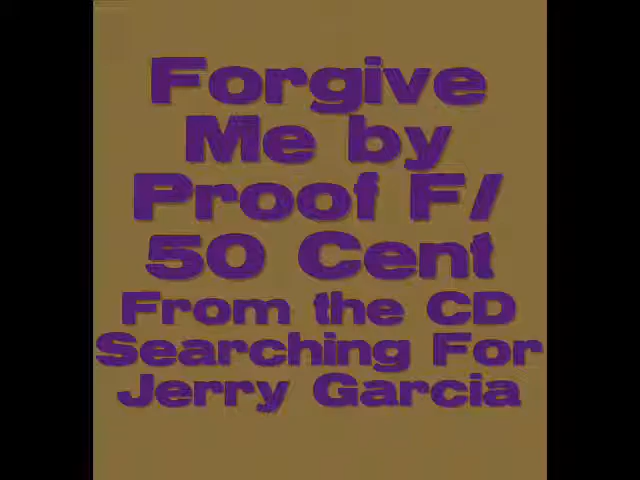 Forgive
Me by
Proof F/
50 Cent
From the CD
Searching For
Jerry Garcia